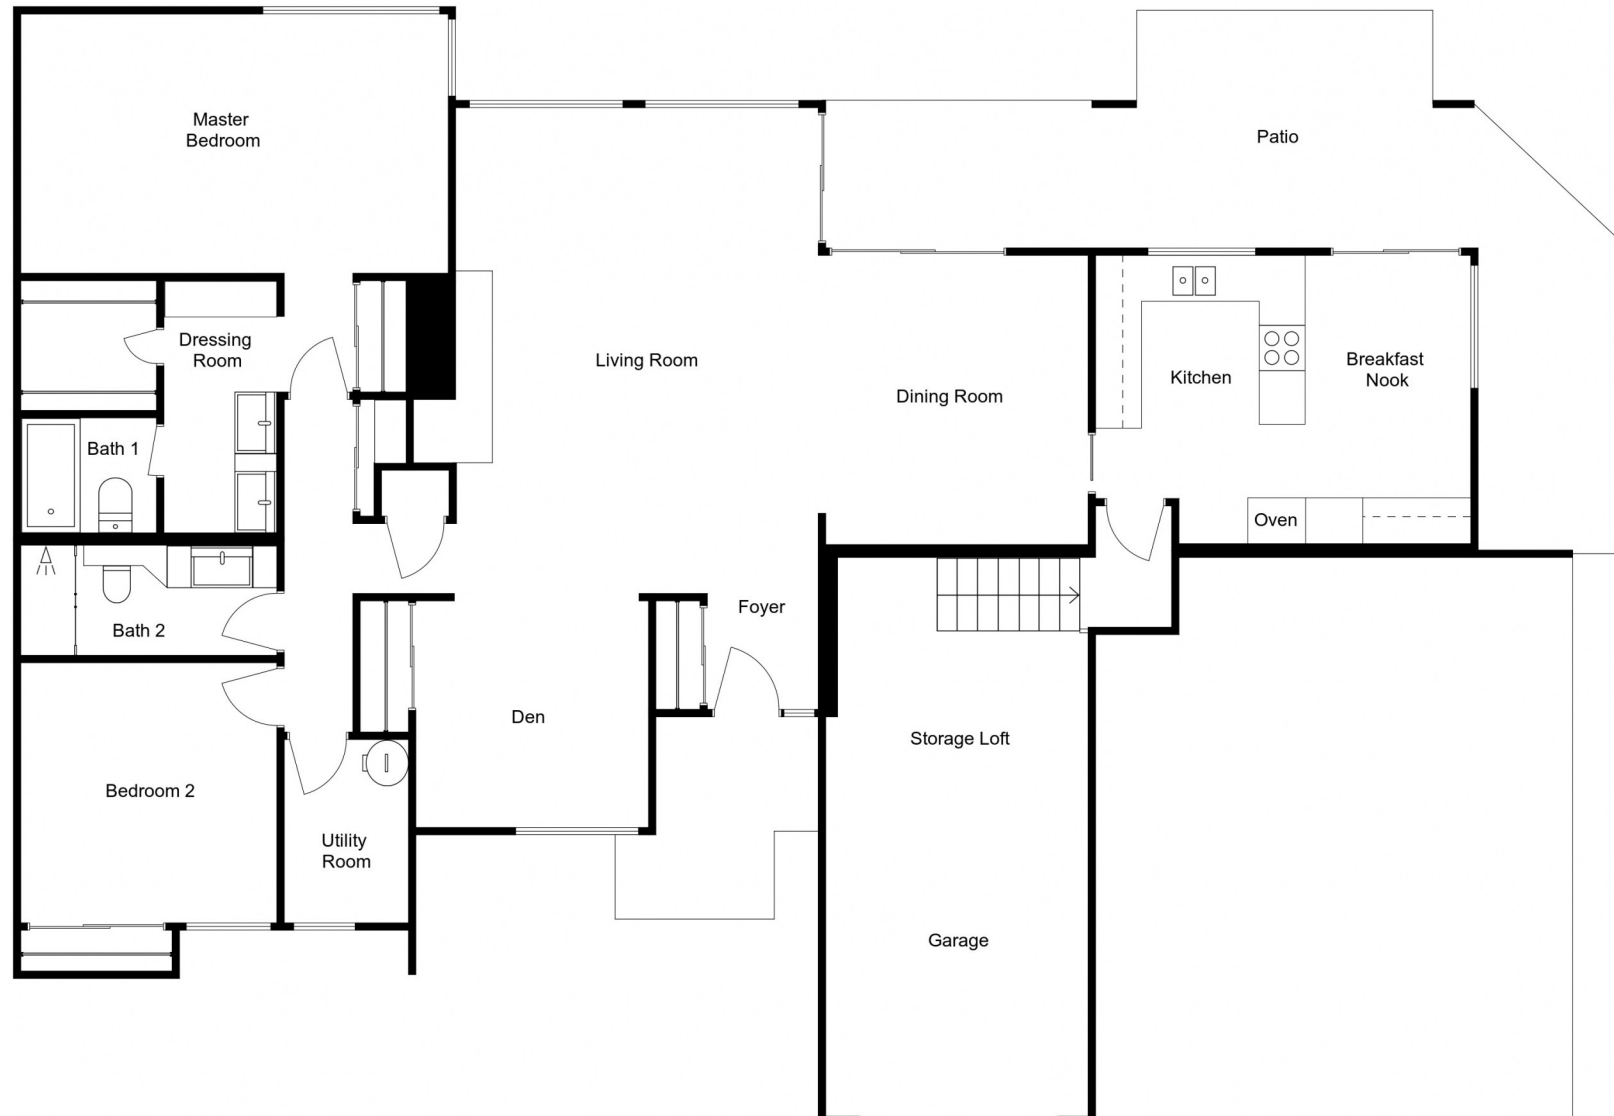 Master
Bedroom
Patio
Dressing
Room
Living Room
Dining Room
Kitchen
Breakfast
Nook
Bath 1
Oven
Bath 2
Foyer
Den
Storage Loft
Bedroom 2
Utility
Room
Garage